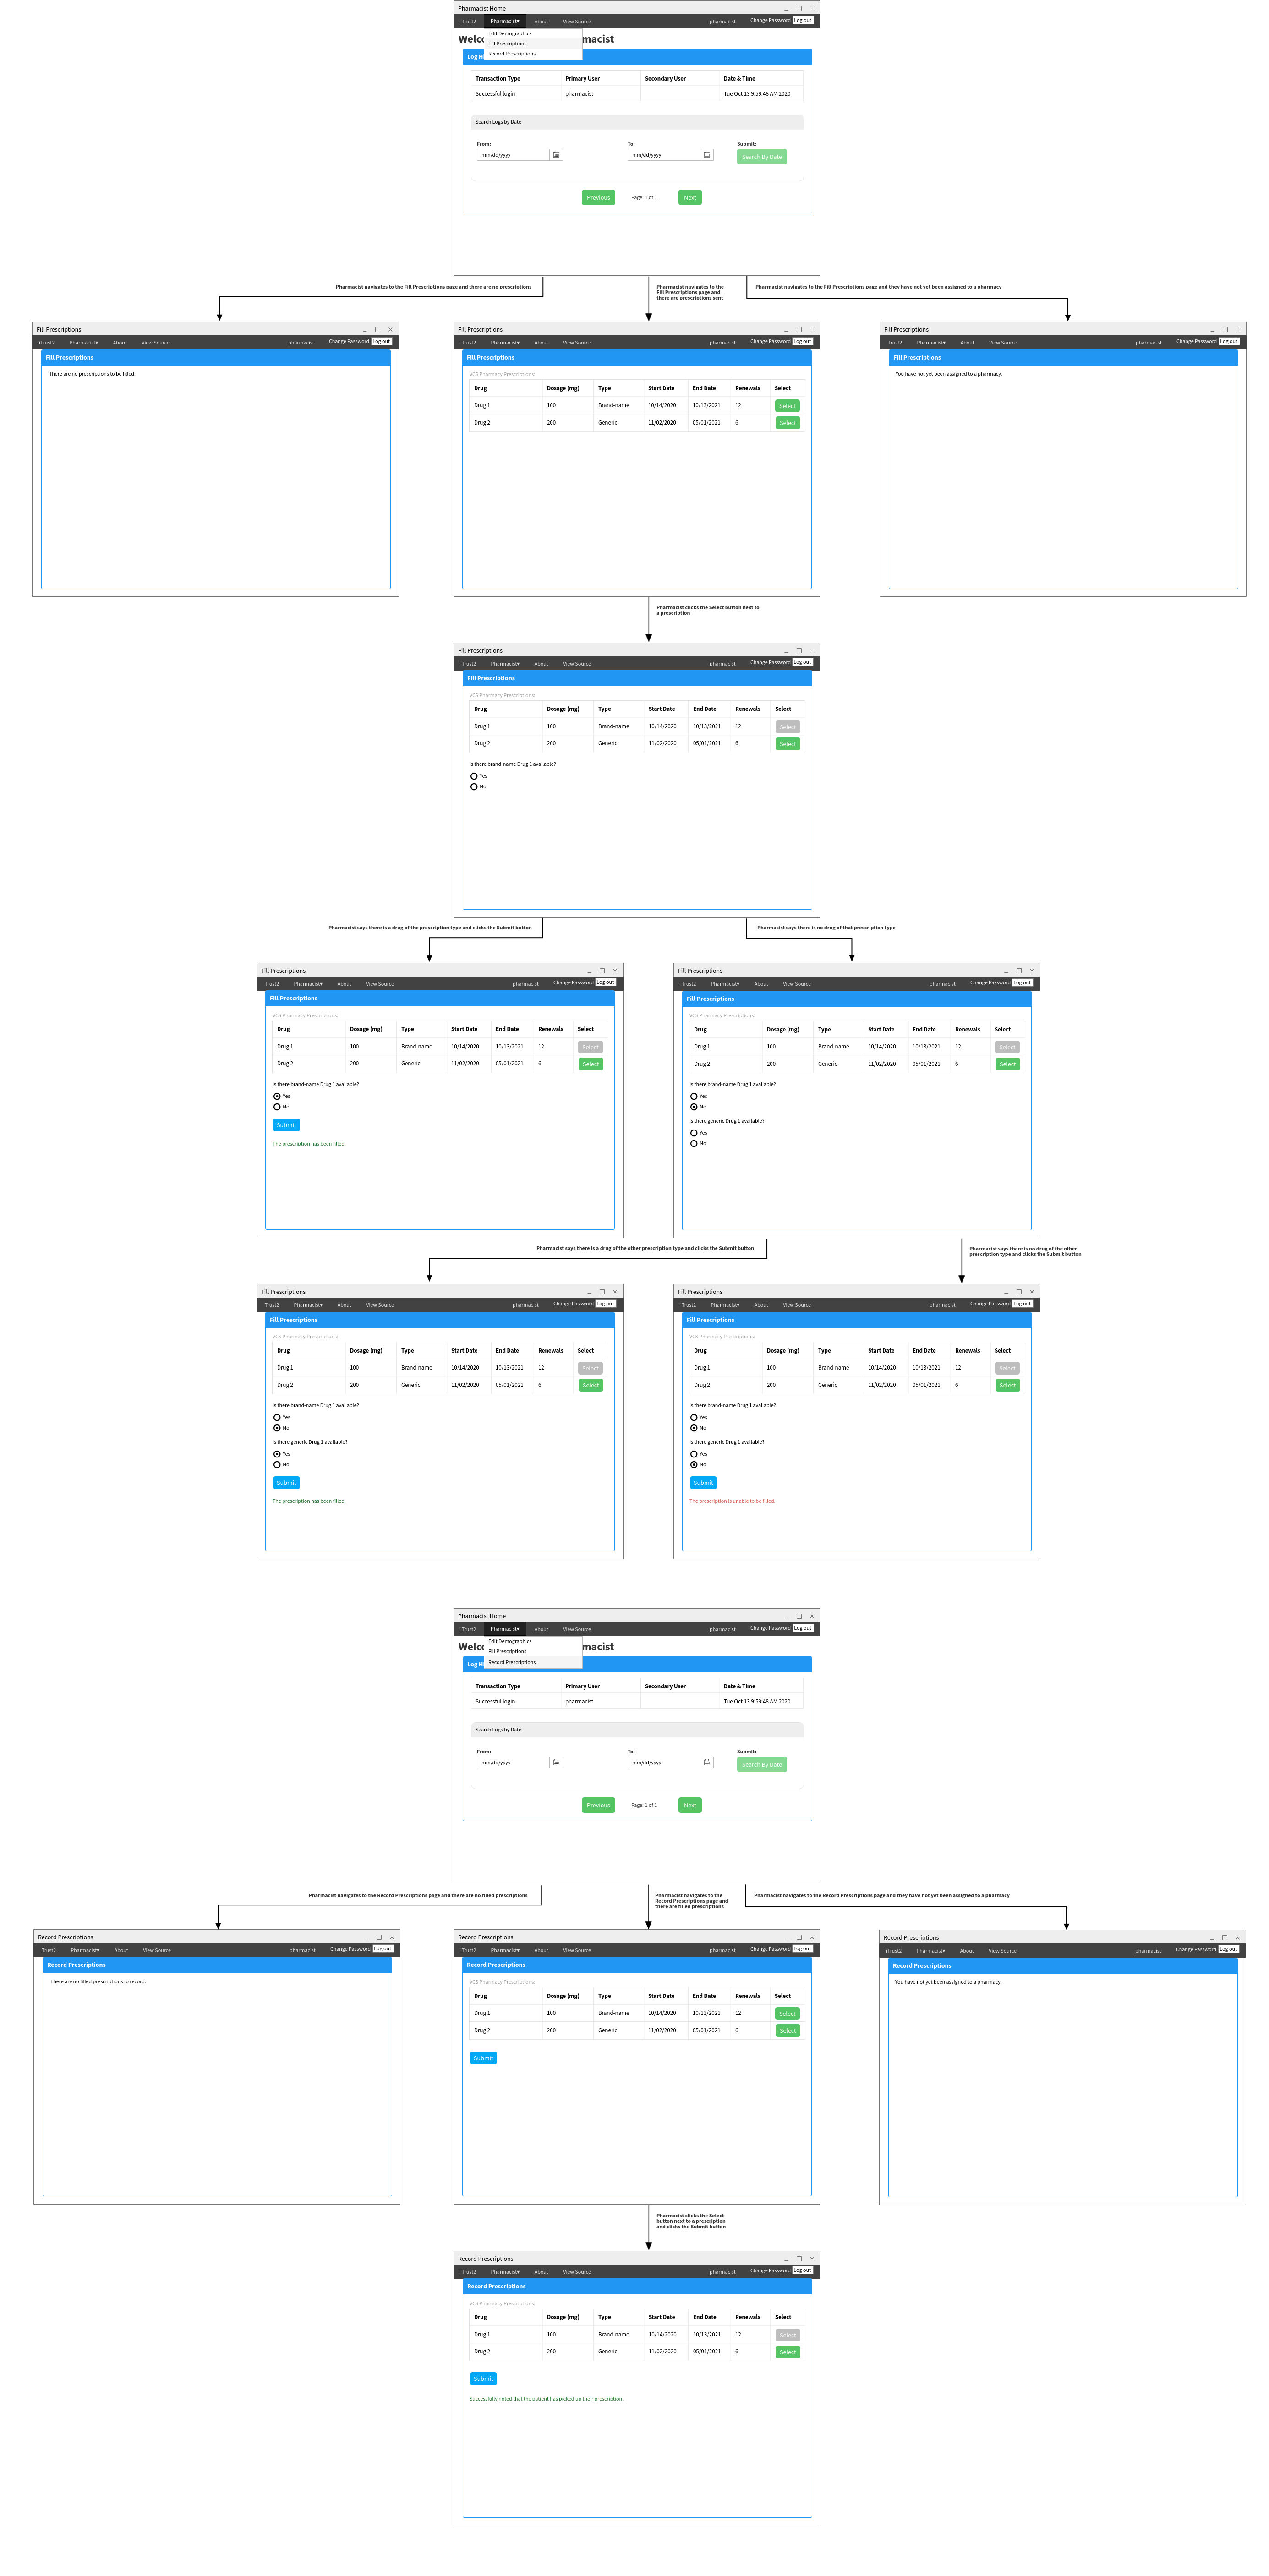 Pharmacist Home
iTrust2 Pharmacist▾ About View Source pharmacist Change Password Log out
Edit Demographics
Fill Prescriptions
Record Prescriptions
Welc macist
Log H
Transaction Type Primary User Secondary User Date & Time
Successful login pharmacist Tue Oct 13 9:59:48 AM 2020
Search Logs by Date
From: To: Submit:
mm/dd/yyyy mm/dd/yyyy Search By Date
Previous Page: 1 of 1 Next
Pharmacist navigates to the Fill Prescriptions page and there are no prescriptions
Pharmacist navigates to the
Fill Prescriptions page and
there are prescriptions sent
Pharmacist navigates to the Fill Prescriptions page and they have not yet been assigned to a pharmacy
Fill Prescriptions
iTrust2 Pharmacist▾ About View Source pharmacist Change Password Log out
Fill Prescriptions
There are no prescriptions to be filled.
Fill Prescriptions
iTrust2 Pharmacist▾ About View Source pharmacist Change Password Log out
Fill Prescriptions
VCS Pharmacy Prescriptions:
Drug Dosage (mg) Type Start Date End Date Renewals Select
Drug 1 100 Brand-name 10/14/2020 10/13/2021 12 Select
Drug 2 200 Generic 11/02/2020 05/01/2021 6 Select
Fill Prescriptions
iTrust2 Pharmacist▾ About View Source pharmacist Change Password Log out
Fill Prescriptions
You have not yet been assigned to a pharmacy.
Pharmacist clicks the Select button next to
a prescription
Fill Prescriptions
iTrust2 Pharmacist▾ About View Source pharmacist Change Password Log out
Fill Prescriptions
VCS Pharmacy Prescriptions:
Drug Dosage (mg) Type Start Date End Date Renewals Select
Drug 1 100 Brand-name 10/14/2020 10/13/2021 12 Select
Drug 2 200 Generic 11/02/2020 05/01/2021 6 Select
Is there brand-name Drug 1 available?
Yes
No
Pharmacist says there is a drug of the prescription type and clicks the Submit button
Pharmacist says there is no drug of that prescription type
Fill Prescriptions
iTrust2 Pharmacist▾ About View Source pharmacist Change Password Log out
Fill Prescriptions
VCS Pharmacy Prescriptions:
Drug Dosage (mg) Type Start Date End Date Renewals Select
Drug 1 100 Brand-name 10/14/2020 10/13/2021 12 Select
Drug 2 200 Generic 11/02/2020 05/01/2021 6 Select
Is there brand-name Drug 1 available?
Yes
No
Submit
The prescription has been filled.
Fill Prescriptions
iTrust2 Pharmacist▾ About View Source pharmacist Change Password Log out
Fill Prescriptions
VCS Pharmacy Prescriptions:
Drug Dosage (mg) Type Start Date End Date Renewals Select
Drug 1 100 Brand-name 10/14/2020 10/13/2021 12 Select
Drug 2 200 Generic 11/02/2020 05/01/2021 6 Select
Is there brand-name Drug 1 available?
Yes
No
Is there generic Drug 1 available?
Yes
No
Pharmacist says there is a drug of the other prescription type and clicks the Submit button
Pharmacist says there is no drug of the other
prescription type and clicks the Submit button
Fill Prescriptions
iTrust2 Pharmacist▾ About View Source pharmacist Change Password Log out
Fill Prescriptions
VCS Pharmacy Prescriptions:
Drug Dosage (mg) Type Start Date End Date Renewals Select
Drug 1 100 Brand-name 10/14/2020 10/13/2021 12 Select
Drug 2 200 Generic 11/02/2020 05/01/2021 6 Select
Is there brand-name Drug 1 available?
Yes
No
Is there generic Drug 1 available?
Yes
No
Submit
The prescription has been filled.
Fill Prescriptions
iTrust2 Pharmacist▾ About View Source pharmacist Change Password Log out
Fill Prescriptions
VCS Pharmacy Prescriptions:
Drug Dosage (mg) Type Start Date End Date Renewals Select
Drug 1 100 Brand-name 10/14/2020 10/13/2021 12 Select
Drug 2 200 Generic 11/02/2020 05/01/2021 6 Select
Is there brand-name Drug 1 available?
Yes
No
Is there generic Drug 1 available?
Yes
No
Submit
The prescription is unable to be filled.
Pharmacist Home
iTrust2 Pharmacist▾ About View Source pharmacist Change Password Log out
Edit Demographics
Fill Prescriptions
Record Prescriptions
Welc macist
Log H
Transaction Type Primary User Secondary User Date & Time
Successful login pharmacist Tue Oct 13 9:59:48 AM 2020
Search Logs by Date
From: To: Submit:
mm/dd/yyyy mm/dd/yyyy Search By Date
Previous Page: 1 of 1 Next
Pharmacist navigates to the Record Prescriptions page and there are no filled prescriptions
Pharmacist navigates to the
Record Prescriptions page and
there are filled prescriptions
Pharmacist navigates to the Record Prescriptions page and they have not yet been assigned to a pharmacy
Record Prescriptions
iTrust2 Pharmacist▾ About View Source pharmacist Change Password Log out
Record Prescriptions
There are no filled prescriptions to record.
Record Prescriptions
iTrust2 Pharmacist▾ About View Source pharmacist Change Password Log out
Record Prescriptions
VCS Pharmacy Prescriptions:
Drug Dosage (mg) Type Start Date End Date Renewals Select
Drug 1 100 Brand-name 10/14/2020 10/13/2021 12 Select
Drug 2 200 Generic 11/02/2020 05/01/2021 6 Select
Submit
Record Prescriptions
iTrust2 Pharmacist▾ About View Source pharmacist Change Password Log out
Record Prescriptions
You have not yet been assigned to a pharmacy.
Pharmacist clicks the Select
button next to a prescription
and clicks the Submit button
Record Prescriptions
iTrust2 Pharmacist▾ About View Source pharmacist Change Password Log out
Record Prescriptions
VCS Pharmacy Prescriptions:
Drug Dosage (mg) Type Start Date End Date Renewals Select
Drug 1 100 Brand-name 10/14/2020 10/13/2021 12 Select
Drug 2 200 Generic 11/02/2020 05/01/2021 6 Select
Submit
Successfully noted that the patient has picked up their prescription.